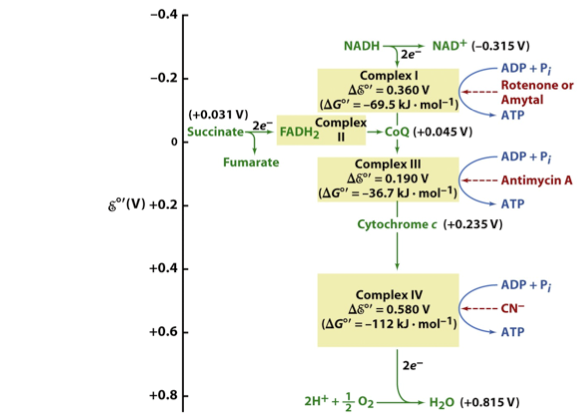 −0.4
NADH → NAD⁺ (−0.315 V)
2e⁻
−0.2
Complex I
Δℰ°′ = 0.360 V
(ΔG°′ = −69.5 kJ · mol⁻¹)
ADP + Pᵢ
Rotenone or
Amytal
ATP
(+0.031 V)
Succinate
2e⁻
FADH₂
Complex
II
CoQ (+0.045 V)
0
Fumarate
Complex III
Δℰ°′ = 0.190 V
(ΔG°′ = −36.7 kJ · mol⁻¹)
ADP + Pᵢ
Antimycin A
ATP
ℰ°′(V) +0.2
Cytochrome c (+0.235 V)
+0.4
Complex IV
Δℰ°′ = 0.580 V
(ΔG°′ = −112 kJ · mol⁻¹)
ADP + Pᵢ
CN⁻
ATP
+0.6
2e⁻
+0.8
2H⁺ + ½ O₂ → H₂O (+0.815 V)